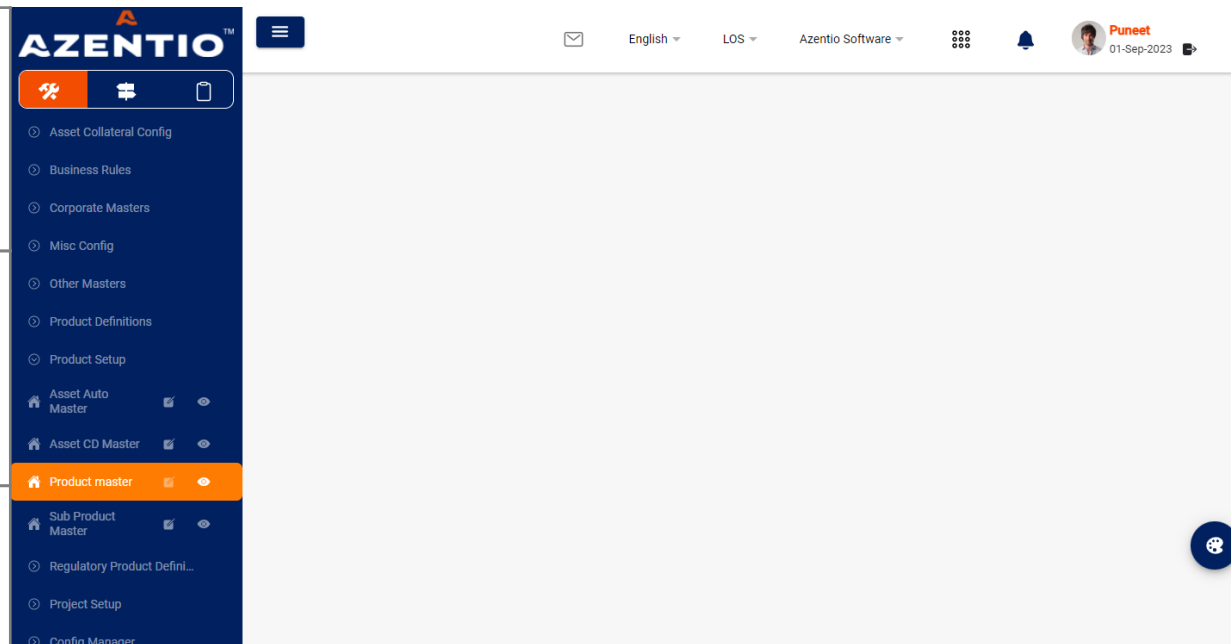 AZENTIO™
English
LOS
Azentio Software
Puneet
01-Sep-2023
Asset Collateral Config
Business Rules
Corporate Masters
Misc Config
Other Masters
Product Definitions
Product Setup
Asset Auto
Master
Asset CD Master
Product master
Sub Product
Master
Regulatory Product Defini...
Project Setup
Config Manager